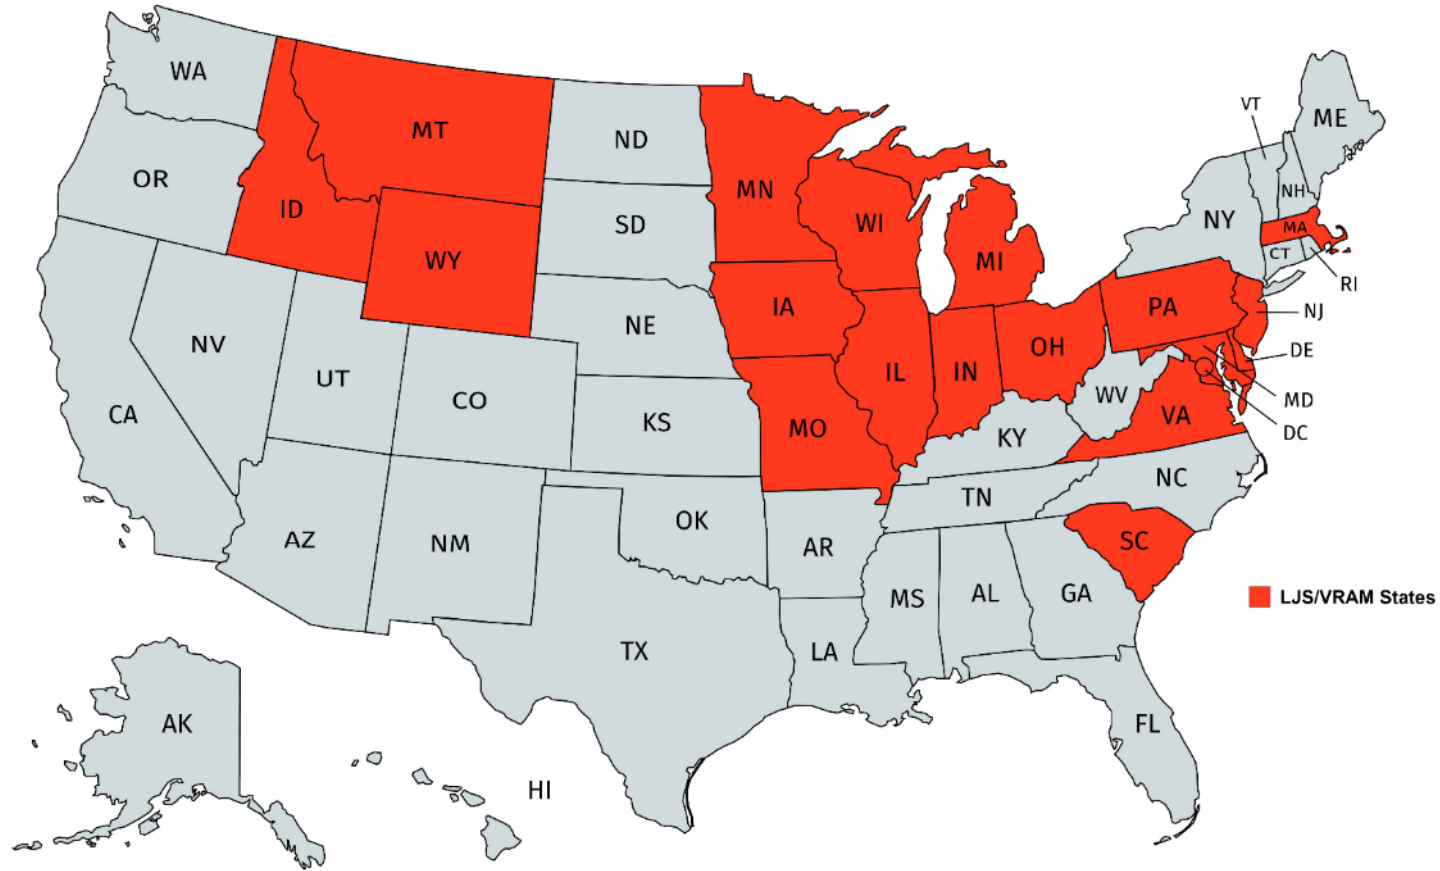 WA
MT
ND
MN
VT
ME
OR
ID
SD
WI
NH
NY
MA
WY
MI
CT
RI
IA
PA
NJ
NE
NV
OH
DE
UT
IL
IN
CO
WV
MD
CA
KS
MO
VA
DC
KY
NC
TN
OK
AZ
NM
AR
SC
MS
AL
GA
LJS/VRAM States
TX
LA
AK
FL
HI